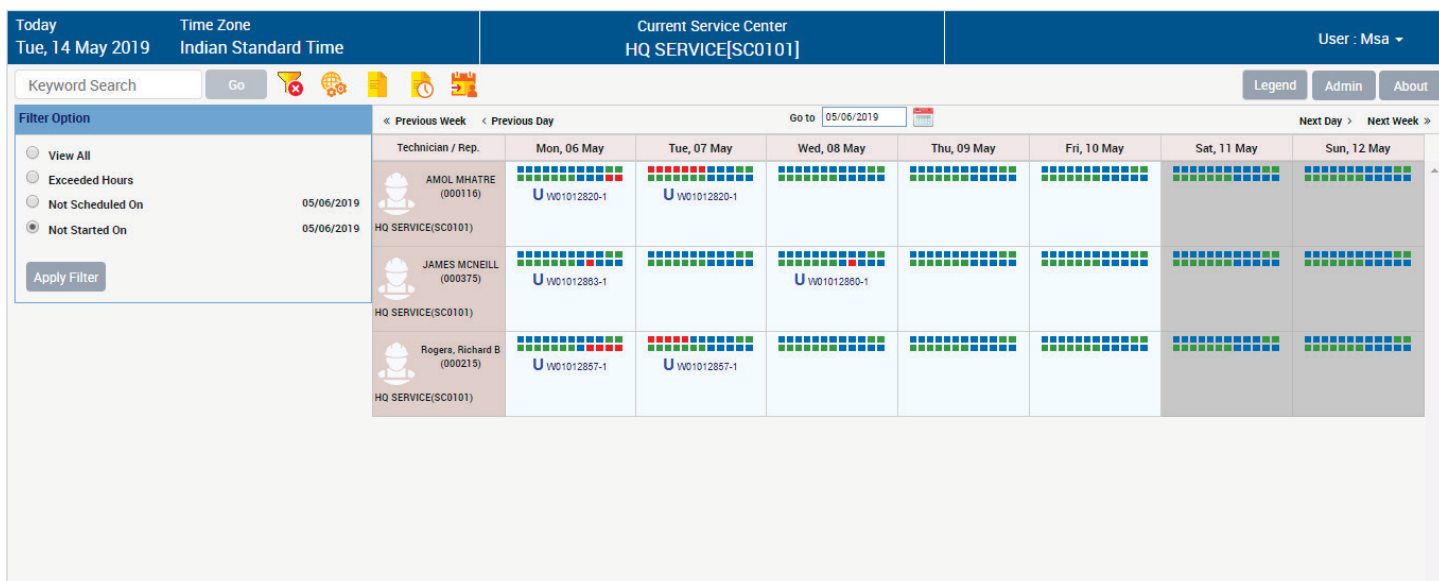 Today Time Zone Current Service Center
Tue, 14 May 2019 Indian Standard Time HQ SERVICE[SC0101] User : Msa
Keyword Search Go Legend Admin About
Filter Option
View All
Exceeded Hours
Not Scheduled On 05/06/2019
Not Started On 05/06/2019
Apply Filter
« Previous Week < Previous Day Go to 05/06/2019 Next Day > Next Week »
Technician / Rep. Mon, 06 May Tue, 07 May Wed, 08 May Thu, 09 May Fri, 10 May Sat, 11 May Sun, 12 May
AMOL MHATRE
(000116) U W01012820-1 U W01012820-1
HQ SERVICE(SC0101)
JAMES MCNEILL
(000375) U W01012863-1 U W01012860-1
HQ SERVICE(SC0101)
Rogers, Richard B
(000215) U W01012857-1 U W01012857-1
HQ SERVICE(SC0101)